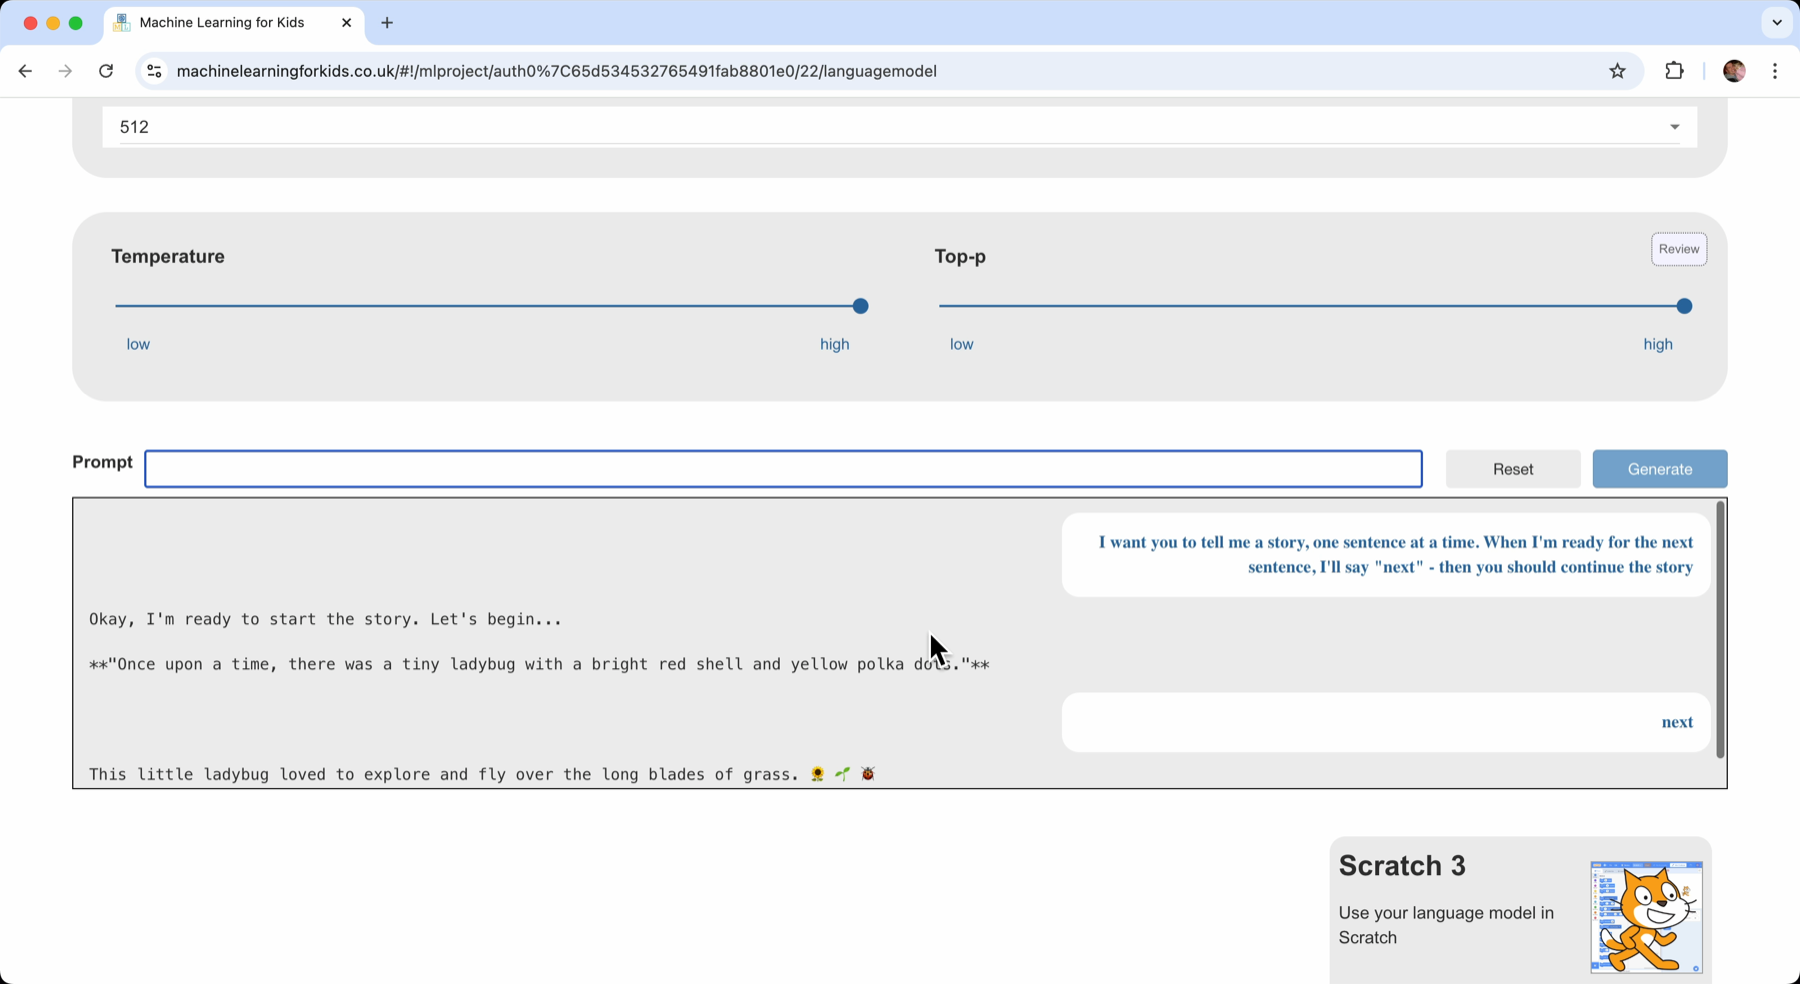 Machine Learning for Kids
machinelearningforkids.co.uk/#!/mlproject/auth0%7C65d534532765491fab8801e0/22/languagemodel
512
Temperature
Top-p
Review
low
high
low
high
Prompt
Reset
Generate
I want you to tell me a story, one sentence at a time. When I'm ready for the next
sentence, I'll say "next" - then you should continue the story
Okay, I'm ready to start the story. Let's begin...
**"Once upon a time, there was a tiny ladybug with a bright red shell and yellow polka dots."**
next
This little ladybug loved to explore and fly over the long blades of grass. 🌻 🌱 🐞
Scratch 3
Use your language model in
Scratch